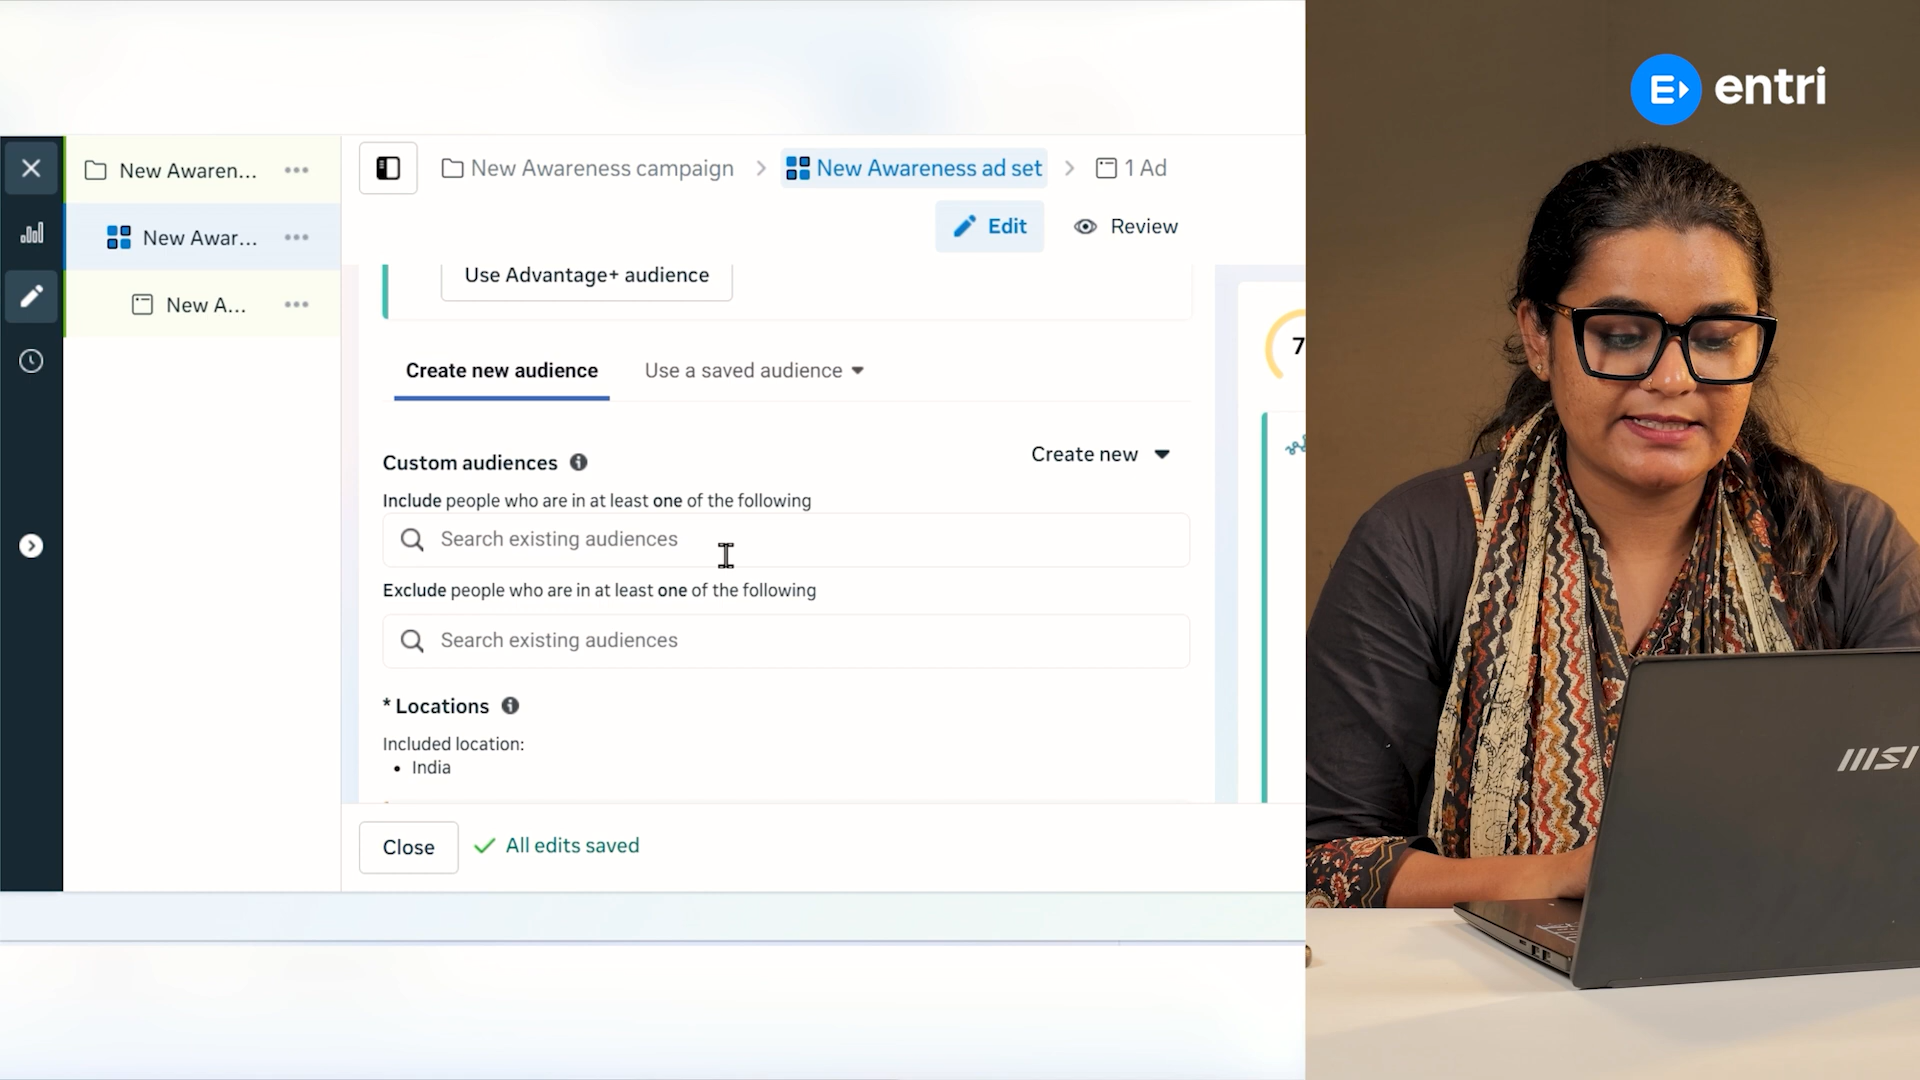 E entri
New Awaren...
New Awareness campaign
New Awareness ad set
1 Ad
New Awar...
Edit
Review
New A...
Use Advantage+ audience
7
Create new audience
Use a saved audience
Custom audiences
Create new
Include people who are in at least one of the following
Search existing audiences
Exclude people who are in at least one of the following
Search existing audiences
* Locations
Included location:
• India
Close
All edits saved
msi